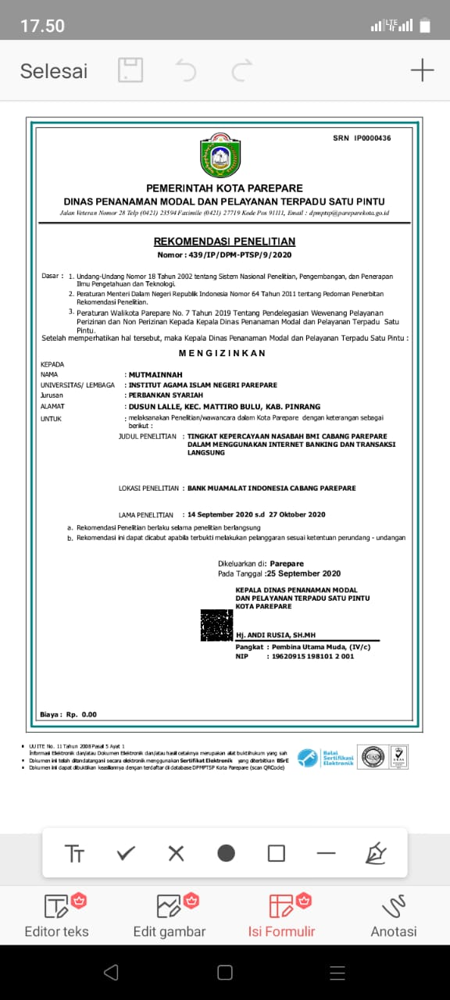 17.50
LTE
Selesai
SRN IP0000436
PEMERINTAH KOTA PAREPARE
DINAS PENANAMAN MODAL DAN PELAYANAN TERPADU SATU PINTU
Jalan Veteran Nomor 28 Telp (0421) 23594 Faximile (0421) 27719 Kode Pos 91111, Email : dpmptsp@pareparekota.go.id
REKOMENDASI PENELITIAN
Nomor : 439/IP/DPM-PTSP/9/2020
Dasar : 1. Undang-Undang Nomor 18 Tahun 2002 tentang Sistem Nasional Penelitian, Pengembangan, dan Penerapan
Ilmu Pengetahuan dan Teknologi.
2. Peraturan Menteri Dalam Negeri Republik Indonesia Nomor 64 Tahun 2011 tentang Pedoman Penerbitan
Rekomendasi Penelitian.
3. Peraturan Walikota Parepare No. 7 Tahun 2019 Tentang Pendelegasian Wewenang Pelayanan
Perizinan dan Non Perizinan Kepada Kepala Dinas Penanaman Modal dan Pelayanan Terpadu Satu
Pintu.
Setelah memperhatikan hal tersebut, maka Kepala Dinas Penanaman Modal dan Pelayanan Terpadu Satu Pintu :
MENGIZINKAN
KEPADA
NAMA : MUTMAINNAH
UNIVERSITAS/ LEMBAGA : INSTITUT AGAMA ISLAM NEGERI PAREPARE
Jurusan : PERBANKAN SYARIAH
ALAMAT : DUSUN LALLE, KEC. MATTIRO BULU, KAB. PINRANG
UNTUK : melaksanakan Penelitian/wawancara dalam Kota Parepare dengan keterangan sebagai
berikut :
JUDUL PENELITIAN : TINGKAT KEPERCAYAAN NASABAH BMI CABANG PAREPARE
DALAM MENGGUNAKAN INTERNET BANKING DAN TRANSAKSI
LANGSUNG
LOKASI PENELITIAN : BANK MUAMALAT INDONESIA CABANG PAREPARE
LAMA PENELITIAN : 14 September 2020 s.d 27 Oktober 2020
a. Rekomendasi Penelitian berlaku selama penelitian berlangsung
b. Rekomendasi ini dapat dicabut apabila terbukti melakukan pelanggaran sesuai ketentuan perundang - undangan
Dikeluarkan di: Parepare
Pada Tanggal :25 September 2020
KEPALA DINAS PENANAMAN MODAL
DAN PELAYANAN TERPADU SATU PINTU
KOTA PAREPARE
Hj. ANDI RUSIA, SH.MH
Pangkat : Pembina Utama Muda, (IV/c)
NIP : 19620915 198101 2 001
Biaya : Rp. 0.00
UU ITE No. 11 Tahun 2008 Pasal 5 Ayat 1
Informasi Elektronik dan/atau Dokumen Elektronik dan/atau hasil cetaknya merupakan alat bukti hukum yang sah
Dokumen ini telah ditandatangani secara elektronik menggunakan Sertifikat Elektronik yang diterbitkan BSrE
Dokumen ini dapat dibuktikan keasliannya dengan terdaftar di database DPMPTSP Kota Parepare (scan QRCode)
Balai
Sertifikasi
Elektronik
Editor teks
Edit gambar
Isi Formulir
Anotasi